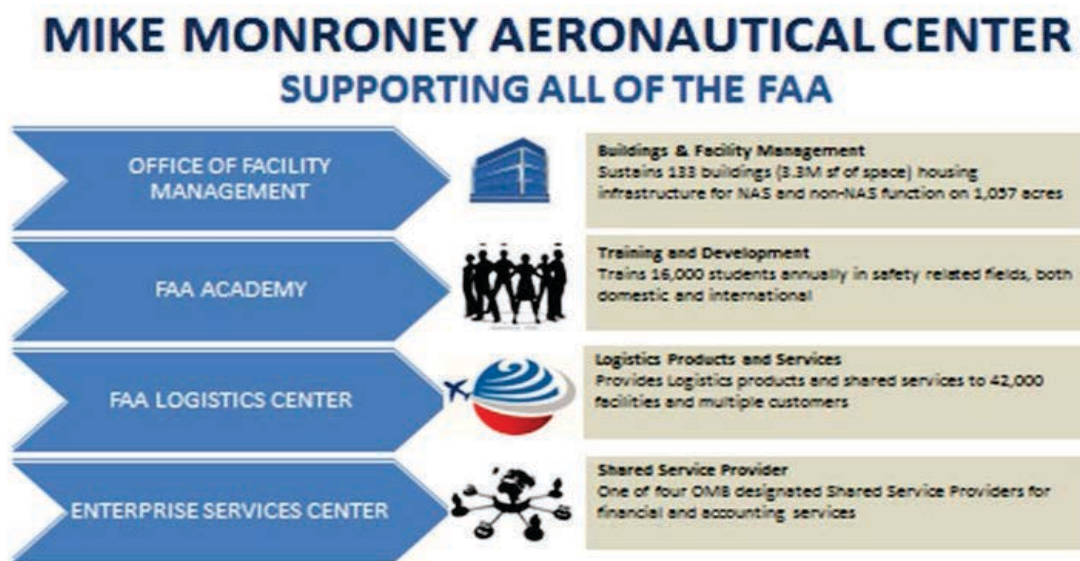 MIKE MONRONEY AERONAUTICAL CENTER
SUPPORTING ALL OF THE FAA
OFFICE OF FACILITY
MANAGEMENT
Buildings & Facility Management
Sustains 133 buildings (3.3M sf of space) housing
infrastructure for NAS and non-NAS function on 1,057 acres
FAA ACADEMY
Training and Development
Trains 16,000 students annually in safety related fields, both
domestic and international
FAA LOGISTICS CENTER
Logistics Products and Services
Provides Logistics products and shared services to 42,000
facilities and multiple customers
ENTERPRISE SERVICES CENTER
Shared Service Provider
One of four OMB designated Shared Service Providers for
financial and accounting services